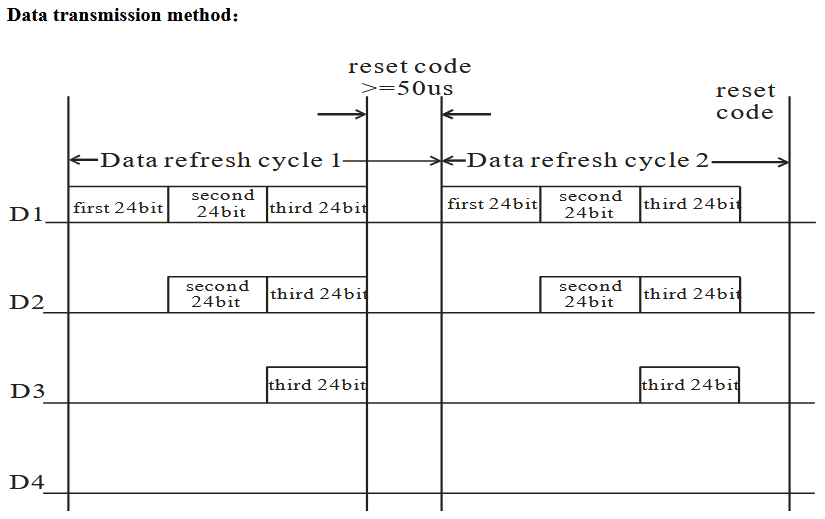 Data transmission method：
reset code
>=50us
reset
code
Data refresh cycle 1
Data refresh cycle 2
D1
first 24bit
second
24bit
third 24bit
first 24bit
second
24bit
third 24bit
D2
second
24bit
third 24bit
second
24bit
third 24bit
D3
third 24bit
third 24bit
D4